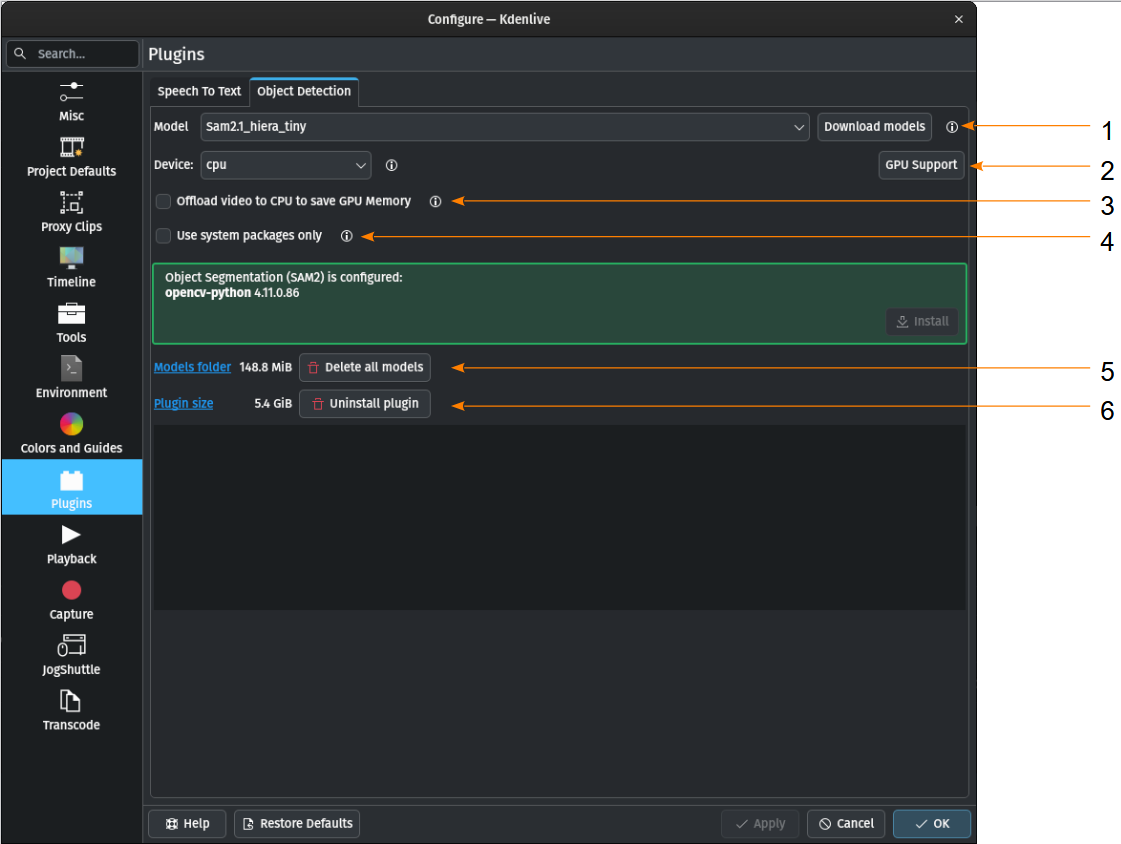 Configure — Kdenlive
Search...
Plugins
Misc
Project Defaults
Proxy Clips
Timeline
Tools
Environment
Colors and Guides
Plugins
Playback
Capture
JogShuttle
Transcode
Speech To Text Object Detection
Model Sam2.1_hiera_tiny Download models 1
Device: cpu GPU Support 2
Offload video to CPU to save GPU Memory 3
Use system packages only 4
Object Segmentation (SAM2) is configured:
opencv-python 4.11.0.86
Install
Models folder 148.8 MiB Delete all models 5
Plugin size 5.4 GiB Uninstall plugin 6
Help Restore Defaults Apply Cancel OK